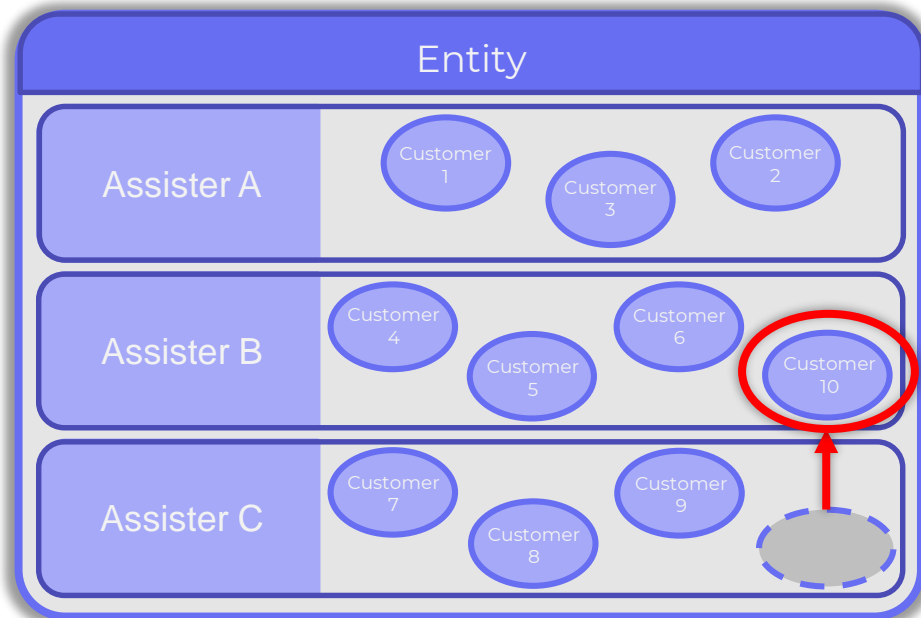 Entity
Assister A
Customer
1
Customer
3
Customer
2
Assister B
Customer
4
Customer
5
Customer
6
Customer
10
Assister C
Customer
7
Customer
8
Customer
9